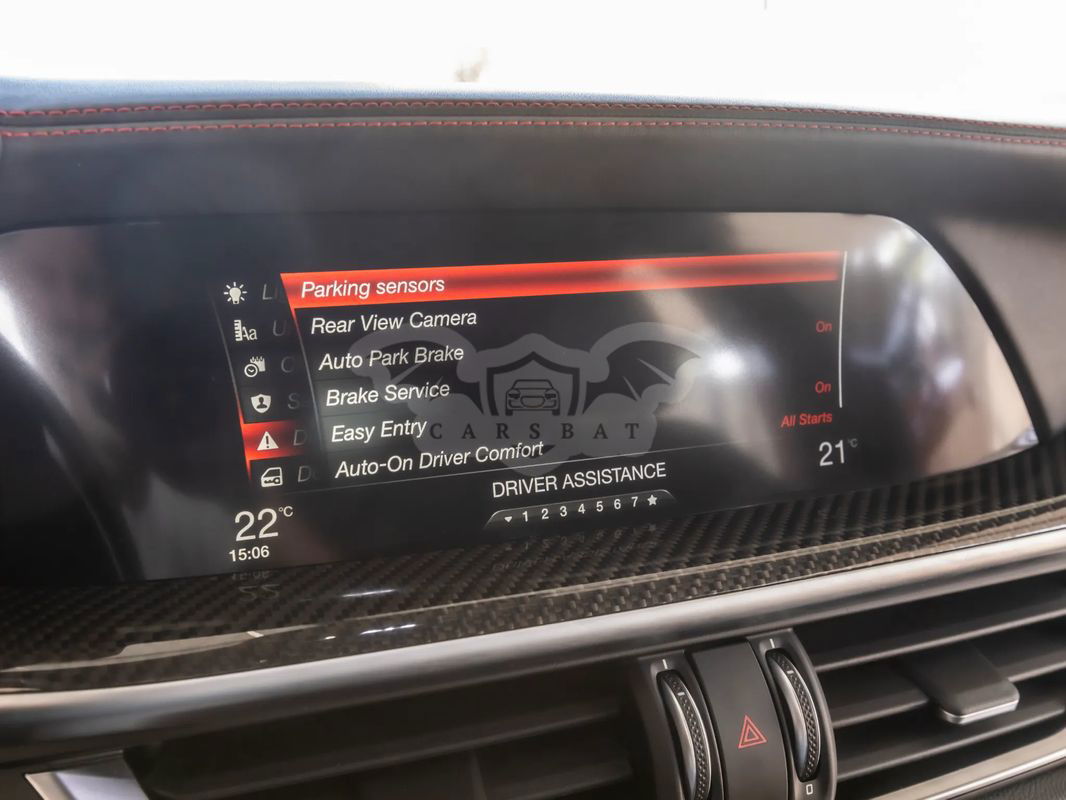 Parking sensors
Rear View Camera On
Auto Park Brake
Brake Service On
Easy Entry All Starts
Auto-On Driver Comfort
CARSBAT
DRIVER ASSISTANCE
1 2 3 4 5 6 7
22°C
21°C
15:06
Aa